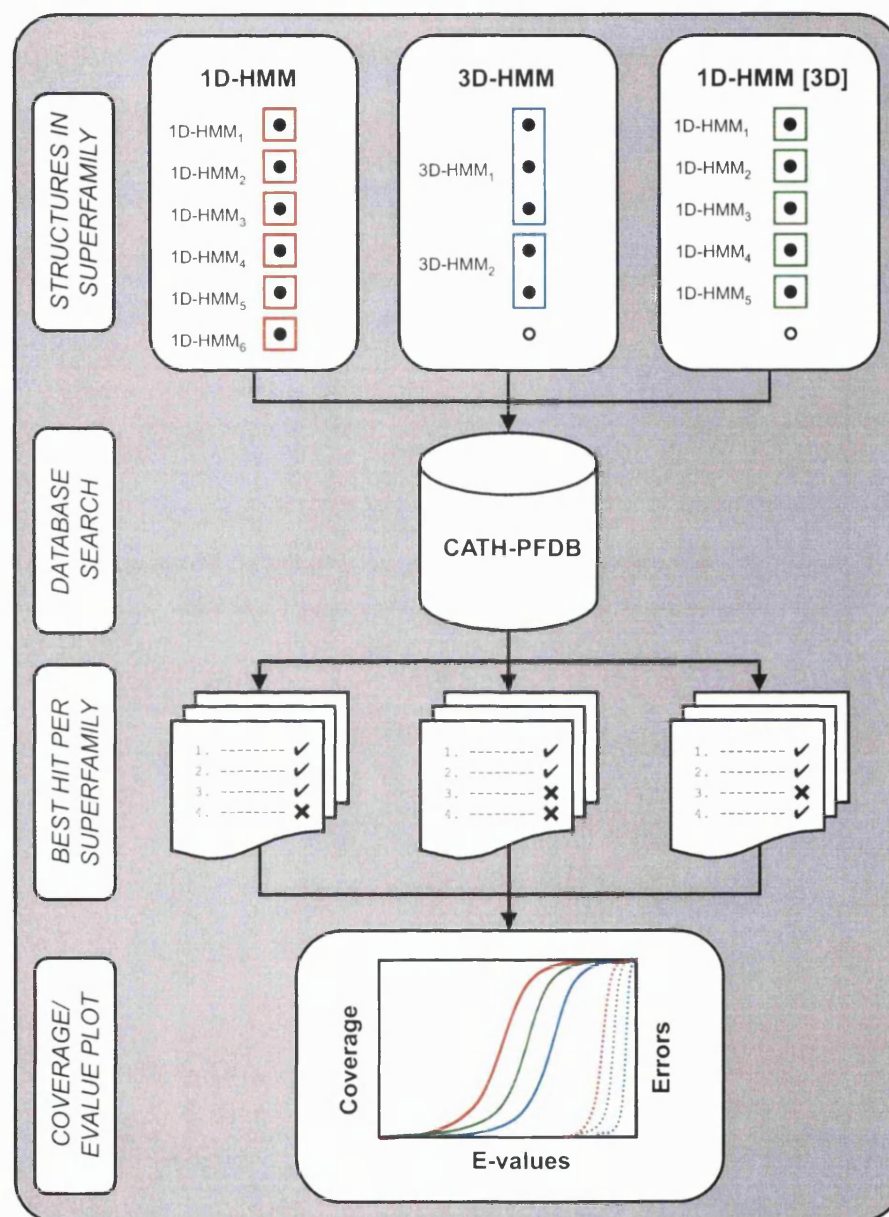 STRUCTURES IN
SUPERFAMILY
1D-HMM
1D-HMM1
1D-HMM2
1D-HMM3
1D-HMM4
1D-HMM5
1D-HMM6
3D-HMM
3D-HMM1
3D-HMM2
1D-HMM [3D]
1D-HMM1
1D-HMM2
1D-HMM3
1D-HMM4
1D-HMM5
DATABASE
SEARCH
CATH-PFDB
BEST HIT PER
SUPERFAMILY
1. --------- ✔
2. --------- ✔
3. --------- ✔
4. --------- ✖
1. --------- ✔
2. --------- ✔
3. --------- ✖
4. --------- ✖
1. --------- ✔
2. --------- ✔
3. --------- ✖
4. --------- ✔
COVERAGE/
EVALUE PLOT
Coverage
Errors
E-values